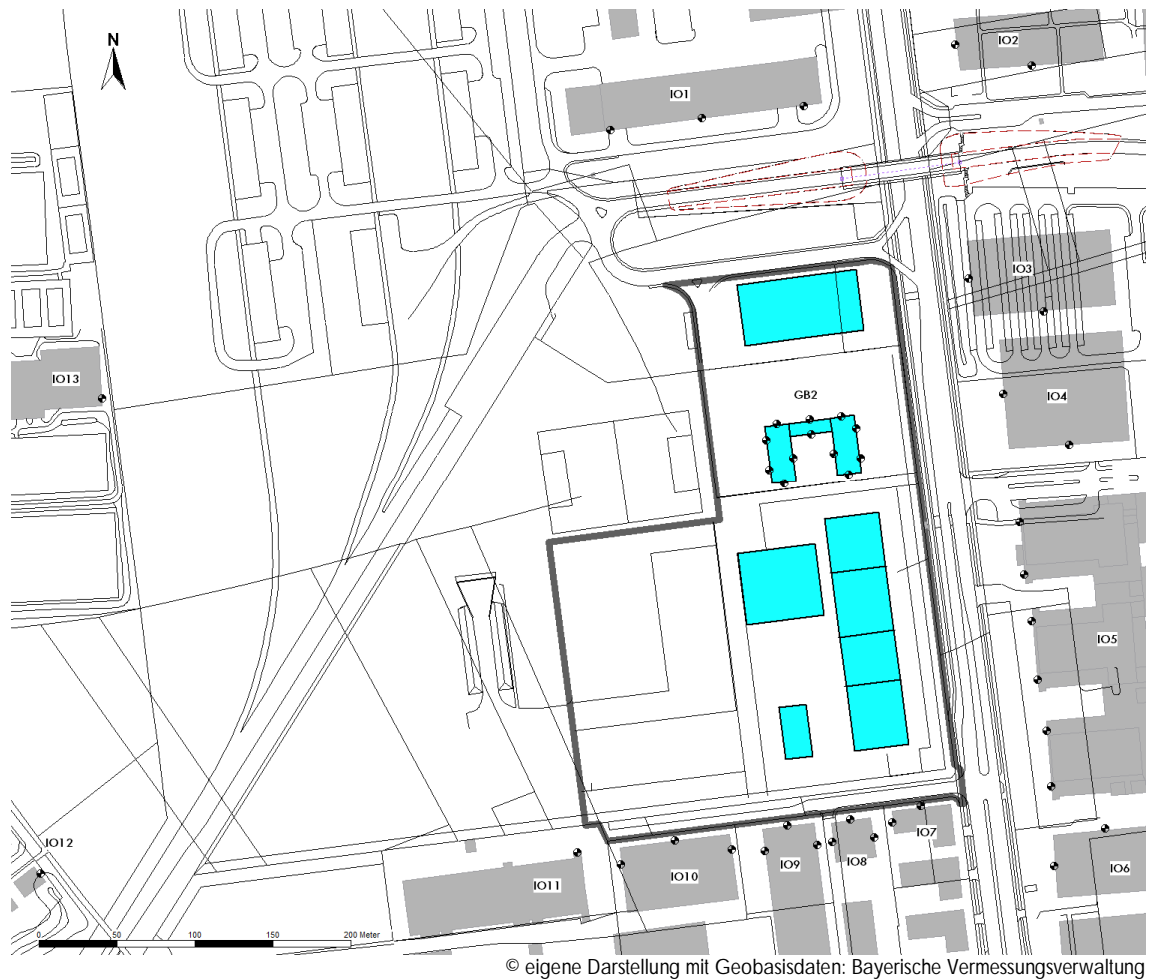 N
IO1
IO2
IO3
IO13
GB2
IO4
IO5
IO7
IO12
IO8
IO9
IO6
IO10
IO11
0 50 100 150 200 Meter
© eigene Darstellung mit Geobasisdaten: Bayerische Vermessungsverwaltung